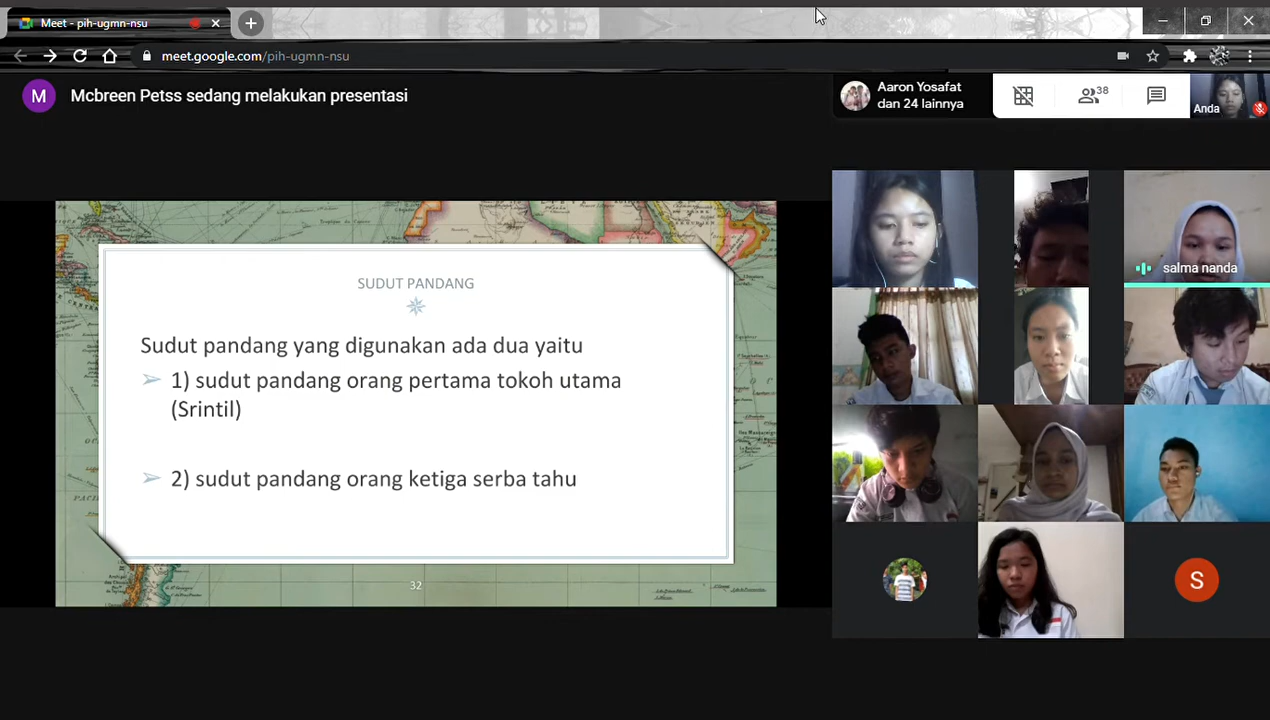 Meet - pih-ugmn-nsu
meet.google.com/pih-ugmn-nsu
M
Mcbreen Petss sedang melakukan presentasi
Aaron Yosafat
dan 24 lainnya
38
Anda
SUDUT PANDANG
Sudut pandang yang digunakan ada dua yaitu
1) sudut pandang orang pertama tokoh utama
(Srintil)
2) sudut pandang orang ketiga serba tahu
32
salma nanda
S